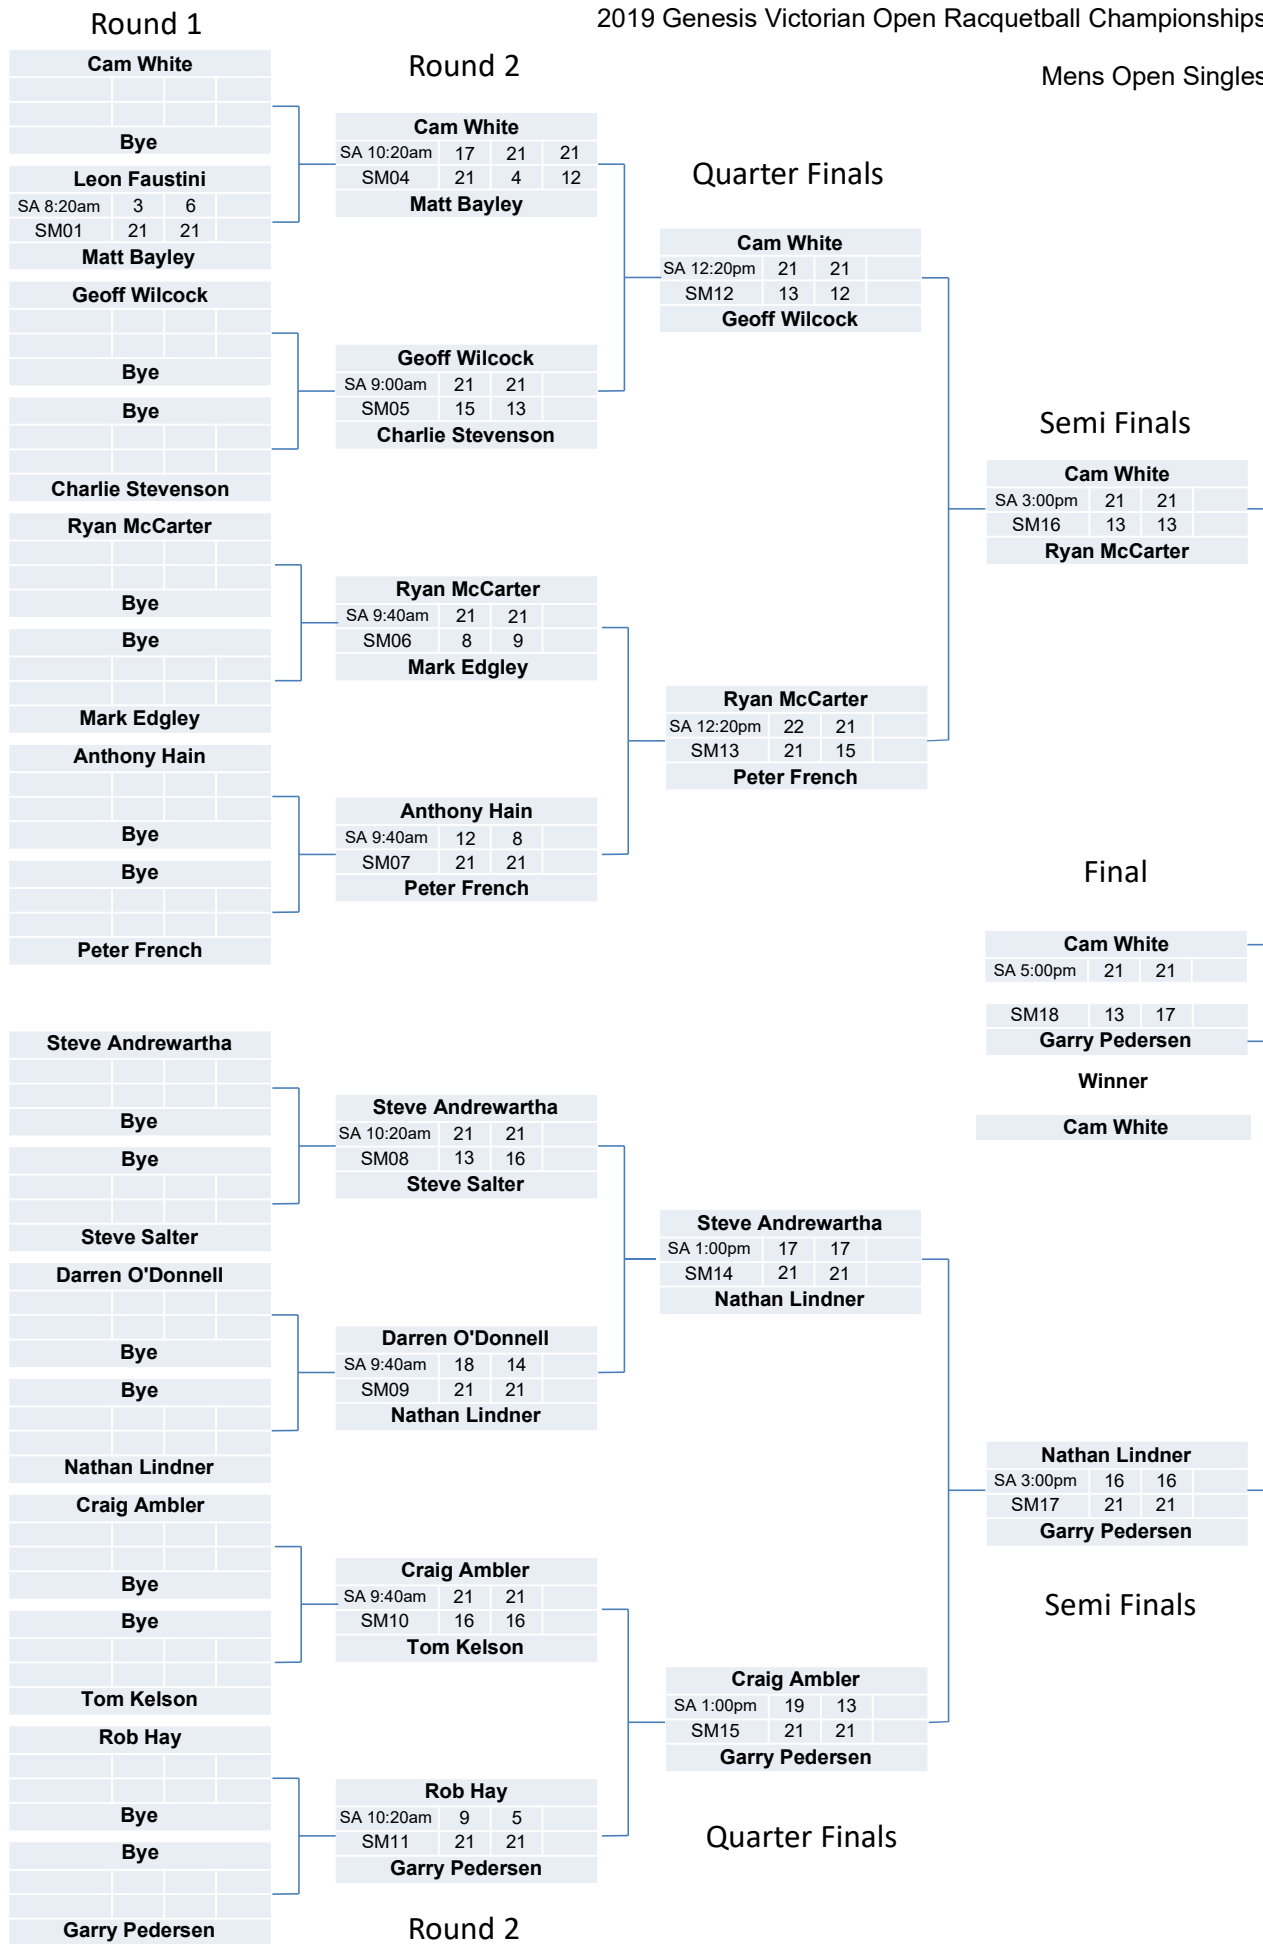 2019 Genesis Victorian Open Racquetball Championships
Mens Open Singles
Round 1
Cam White
Bye
Leon Faustini
SA 8:20am 3 6
SM01 21 21
Matt Bayley
Geoff Wilcock
Bye
Bye
Charlie Stevenson
Ryan McCarter
Bye
Bye
Mark Edgley
Anthony Hain
Bye
Bye
Peter French
Steve Andrewartha
Bye
Bye
Steve Salter
Darren O'Donnell
Bye
Bye
Nathan Lindner
Craig Ambler
Bye
Bye
Tom Kelson
Rob Hay
Bye
Bye
Garry Pedersen
Round 2
Cam White
SA 10:20am 17 21 21
SM04 21 4 12
Matt Bayley
Geoff Wilcock
SA 9:00am 21 21
SM05 15 13
Charlie Stevenson
Ryan McCarter
SA 9:40am 21 21
SM06 8 9
Mark Edgley
Anthony Hain
SA 9:40am 12 8
SM07 21 21
Peter French
Steve Andrewartha
SA 10:20am 21 21
SM08 13 16
Steve Salter
Darren O'Donnell
SA 9:40am 18 14
SM09 21 21
Nathan Lindner
Craig Ambler
SA 9:40am 21 21
SM10 16 16
Tom Kelson
Rob Hay
SA 10:20am 9 5
SM11 21 21
Garry Pedersen
Round 2
Quarter Finals
Cam White
SA 12:20pm 21 21
SM12 13 12
Geoff Wilcock
Ryan McCarter
SA 12:20pm 22 21
SM13 21 15
Peter French
Steve Andrewartha
SA 1:00pm 17 17
SM14 21 21
Nathan Lindner
Craig Ambler
SA 1:00pm 19 13
SM15 21 21
Garry Pedersen
Quarter Finals
Semi Finals
Cam White
SA 3:00pm 21 21
SM16 13 13
Ryan McCarter
Final
Cam White
SA 5:00pm 21 21
SM18 13 17
Garry Pedersen
Winner
Cam White
Nathan Lindner
SA 3:00pm 16 16
SM17 21 21
Garry Pedersen
Semi Finals